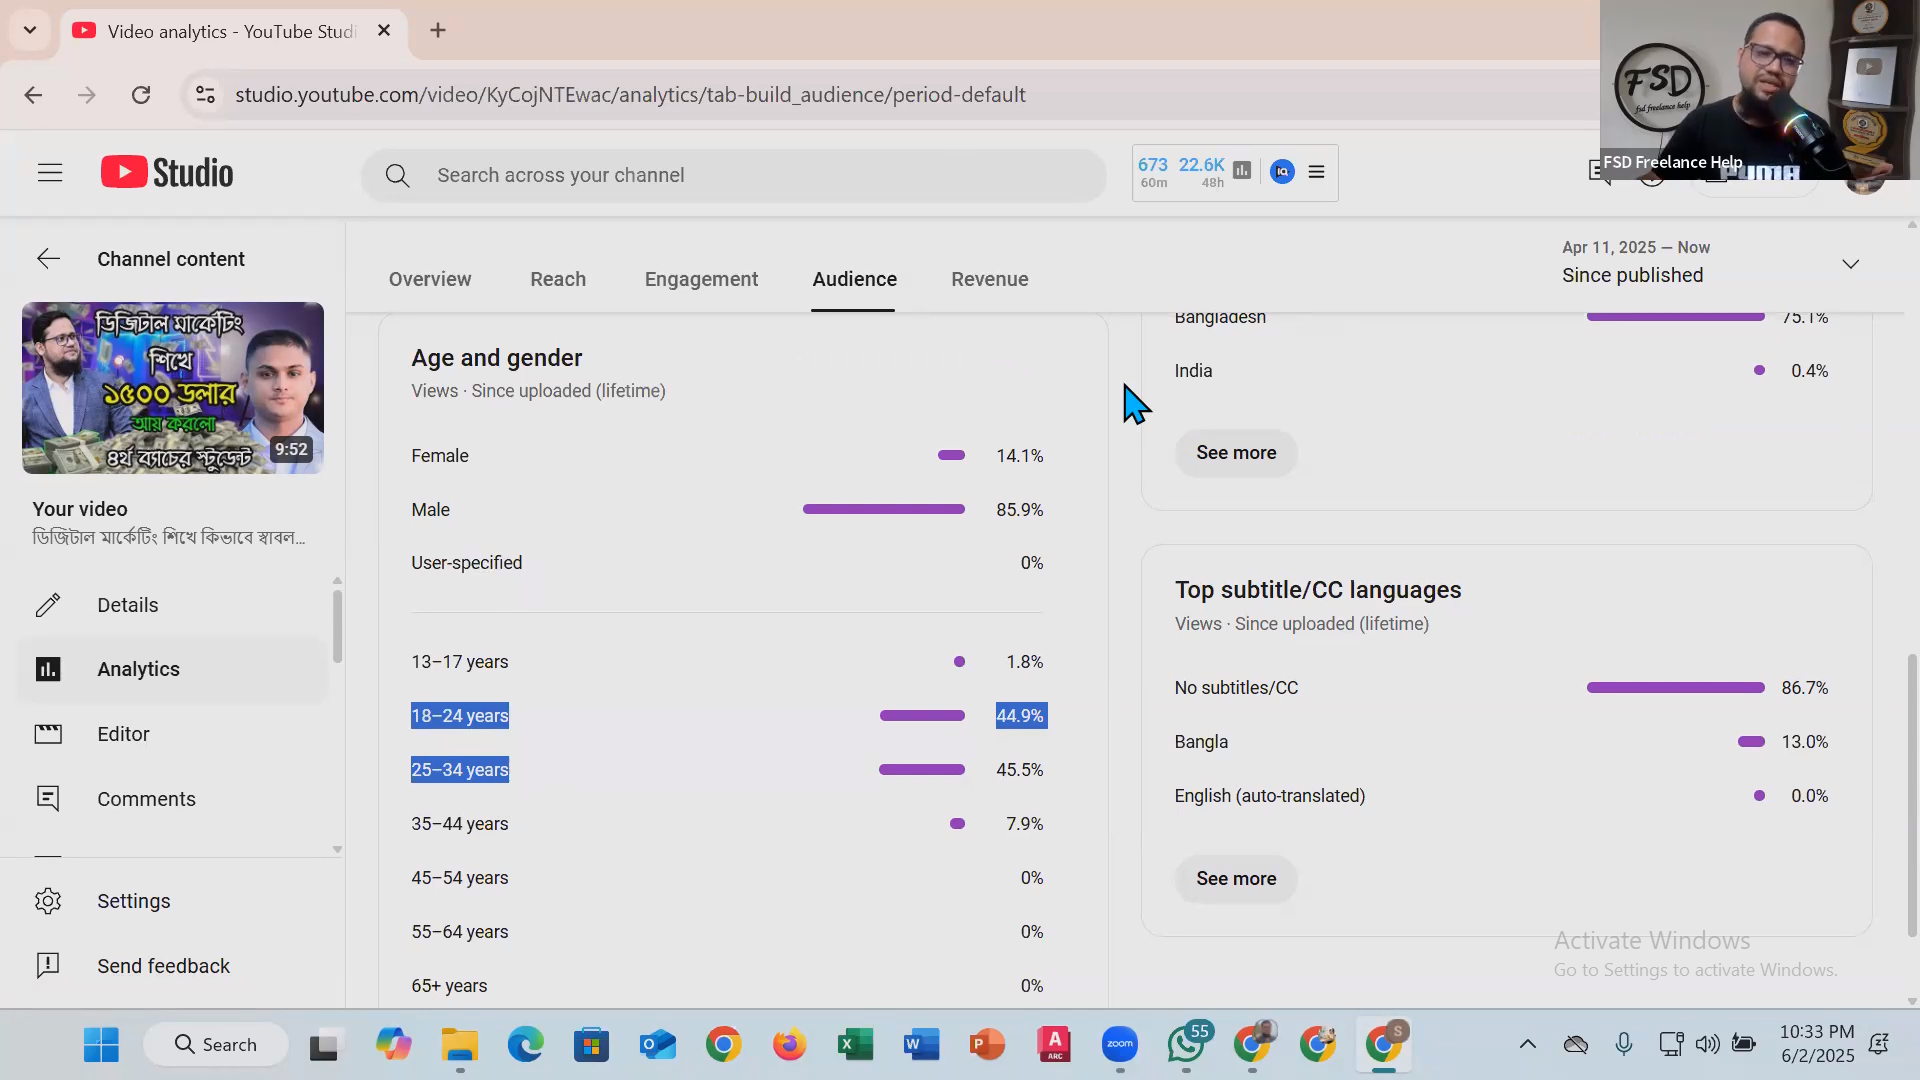 Video analytics - YouTube Studi
studio.youtube.com/video/KyCojNTEwac/analytics/tab-build_audience/period-default
FSD
fsd freelance help
FSD Freelance Help
PUMA
Studio
Search across your channel
673 22.6K
60m 48h
IQ
Channel content
ডিজিটাল মার্কেটিং
শিখে
১৫০০ ডলার
আয় করলো
৪র্থ ব্যাচের স্টুডেন্ট
9:52
Your video
ডিজিটাল মার্কেটিং শিখে কিভাবে স্বাবল...
Details
Analytics
Editor
Comments
Settings
Send feedback
Overview Reach Engagement Audience Revenue
Apr 11, 2025 — Now
Since published
Age and gender
Views · Since uploaded (lifetime)
Female 14.1%
Male 85.9%
User-specified 0%
13–17 years 1.8%
18–24 years 44.9%
25–34 years 45.5%
35–44 years 7.9%
45–54 years 0%
55–64 years 0%
65+ years 0%
Bangladesh 75.1%
India 0.4%
See more
Top subtitle/CC languages
Views · Since uploaded (lifetime)
No subtitles/CC 86.7%
Bangla 13.0%
English (auto-translated) 0.0%
See more
Activate Windows
Go to Settings to activate Windows.
Search
ARC
zoom
55
S
10:33 PM
6/2/2025